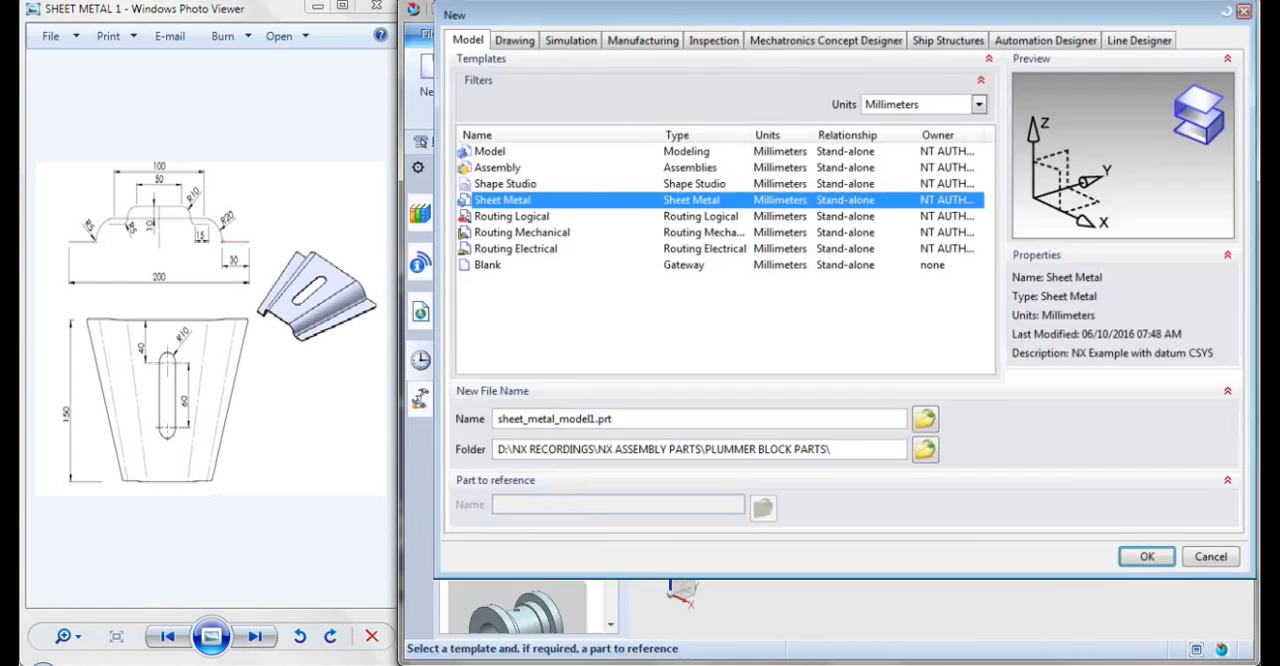 SHEET METAL 1 - Windows Photo Viewer
File Print E-mail Burn Open
100
50
R10
R5
R5
10
R20
15
30
200
40
R10
60
150
New
Model Drawing Simulation Manufacturing Inspection Mechatronics Concept Designer Ship Structures Automation Designer Line Designer
Templates
Filters
Units Millimeters
Name Type Units Relationship Owner
Model Modeling Millimeters Stand-alone NT AUTH...
Assembly Assemblies Millimeters Stand-alone NT AUTH...
Shape Studio Shape Studio Millimeters Stand-alone NT AUTH...
Sheet Metal Sheet Metal Millimeters Stand-alone NT AUTH...
Routing Logical Routing Logical Millimeters Stand-alone NT AUTH...
Routing Mechanical Routing Mecha... Millimeters Stand-alone NT AUTH...
Routing Electrical Routing Electrical Millimeters Stand-alone NT AUTH...
Blank Gateway Millimeters Stand-alone none
Preview
Z
Y
X
Properties
Name: Sheet Metal
Type: Sheet Metal
Units: Millimeters
Last Modified: 06/10/2016 07:48 AM
Description: NX Example with datum CSYS
New File Name
Name sheet_metal_model1.prt
Folder D:\NX RECORDINGS\NX ASSEMBLY PARTS\PLUMMER BLOCK PARTS\
Part to reference
Name
OK Cancel
X
Select a template and, if required, a part to reference